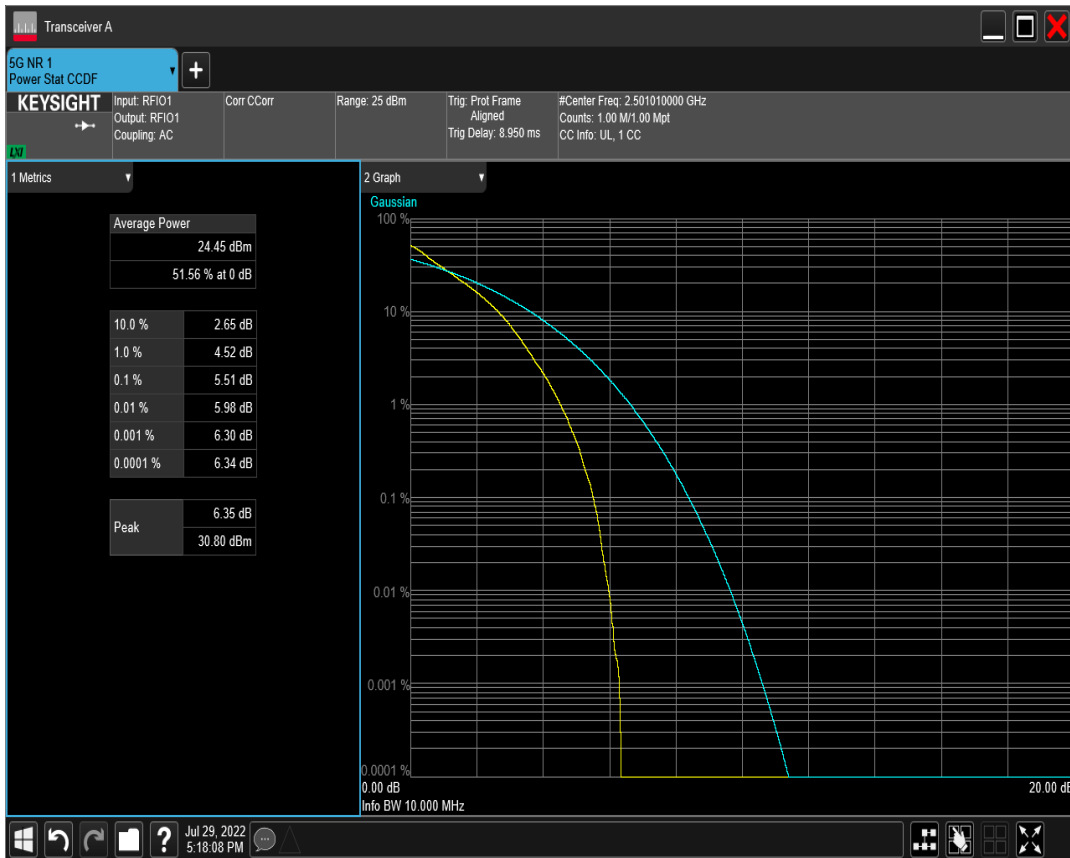 Transceiver A
5G NR 1
Power Stat CCDF
KEYSIGHT
LXI
Input: RFIO1
Output: RFIO1
Coupling: AC
Corr CCorr
Range: 25 dBm
Trig: Prot Frame
Aligned
Trig Delay: 8.950 ms
#Center Freq: 2.501010000 GHz
Counts: 1.00 M/1.00 Mpt
CC Info: UL, 1 CC
1 Metrics
Average Power
24.45 dBm
51.56 % at 0 dB
10.0 % 2.65 dB
1.0 % 4.52 dB
0.1 % 5.51 dB
0.01 % 5.98 dB
0.001 % 6.30 dB
0.0001 % 6.34 dB
Peak
6.35 dB
30.80 dBm
2 Graph
Gaussian
100 %
10 %
1 %
0.1 %
0.01 %
0.001 %
0.0001 %
0.00 dB 20.00 dB
Info BW 10.000 MHz
? Jul 29, 2022
5:18:08 PM